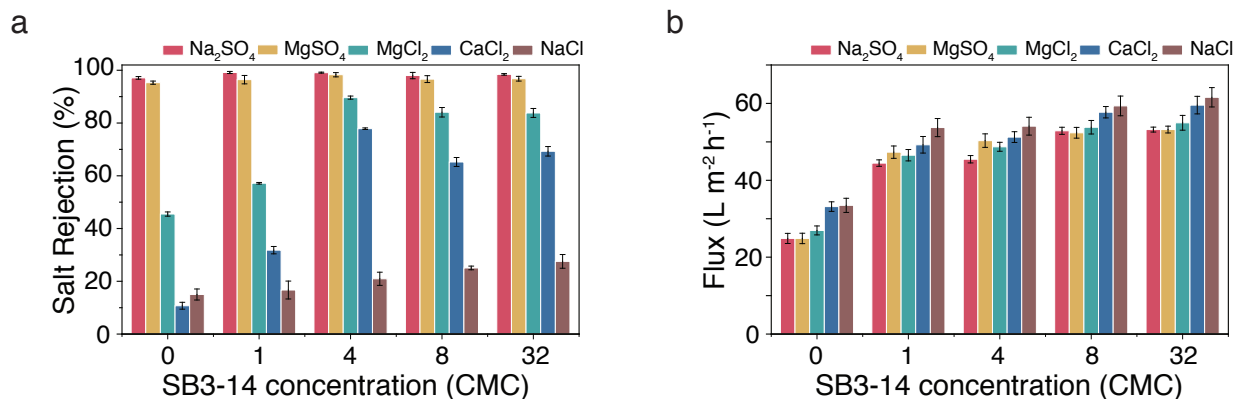 a
Na₂SO₄ MgSO₄ MgCl₂ CaCl₂ NaCl
Salt Rejection (%)
100
80
60
40
20
0
0 1 4 8 32
SB3-14 concentration (CMC)
b
Na₂SO₄ MgSO₄ MgCl₂ CaCl₂ NaCl
Flux (L m⁻² h⁻¹)
60
40
20
0
0 1 4 8 32
SB3-14 concentration (CMC)